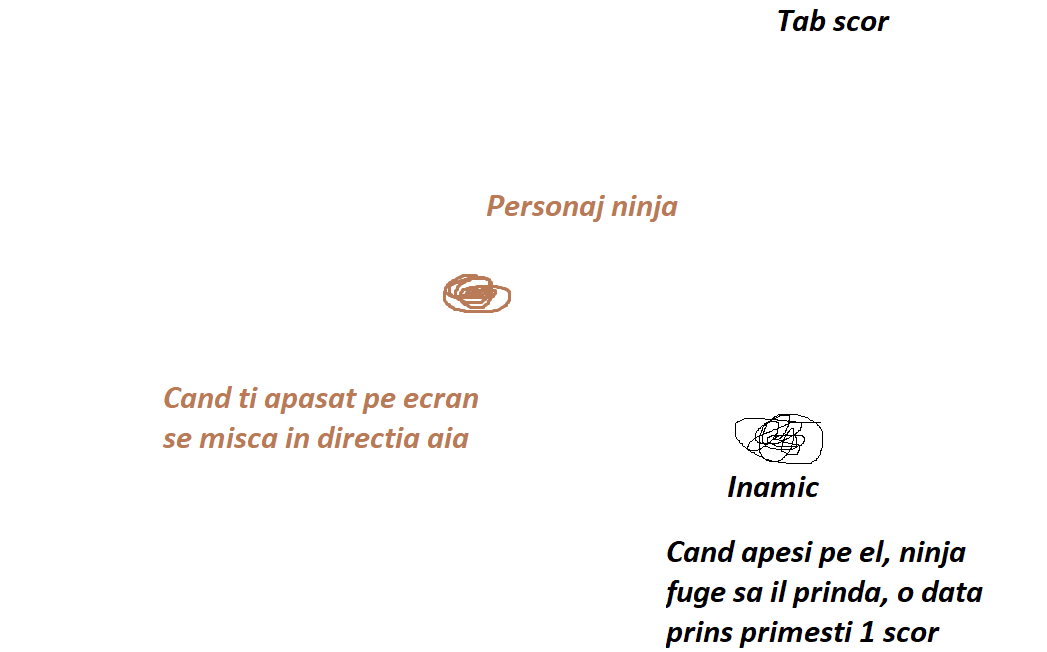 Tab scor
Personaj ninja
Cand ti apasat pe ecran
se misca in directia aia
Inamic
Cand apesi pe el, ninja
fuge sa il prinda, o data
prins primesti 1 scor